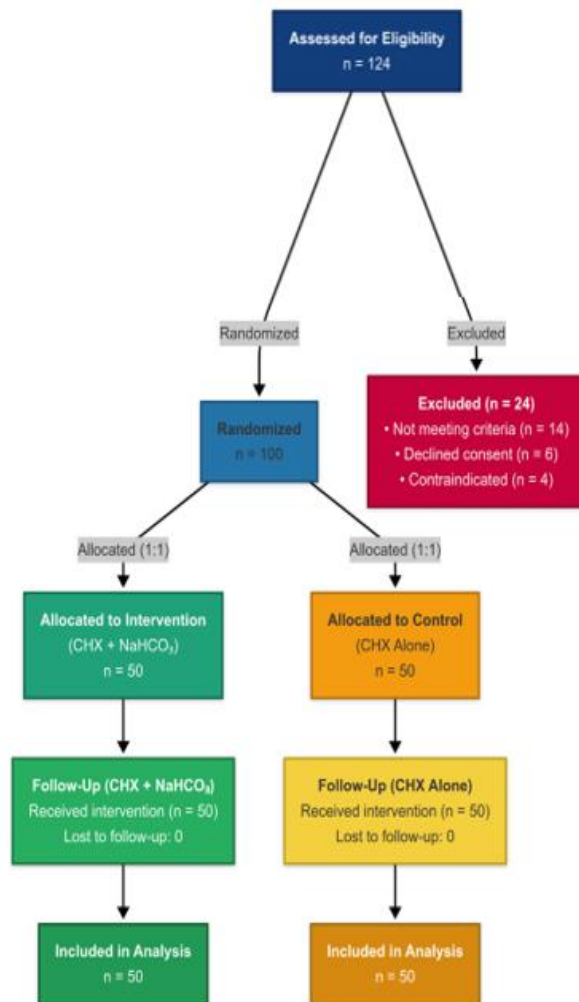 Assessed for Eligibility
n = 124
Randomized
Excluded
Randomized
n = 100
Excluded (n = 24)
• Not meeting criteria (n = 14)
• Declined consent (n = 6)
• Contraindicated (n = 4)
Allocated (1:1)
Allocated (1:1)
Allocated to Intervention
(CHX + NaHCO₃)
n = 50
Allocated to Control
(CHX Alone)
n = 50
Follow-Up (CHX + NaHCO₃)
Received intervention (n = 50)
Lost to follow-up: 0
Follow-Up (CHX Alone)
Received intervention (n = 50)
Lost to follow-up: 0
Included in Analysis
n = 50
Included in Analysis
n = 50